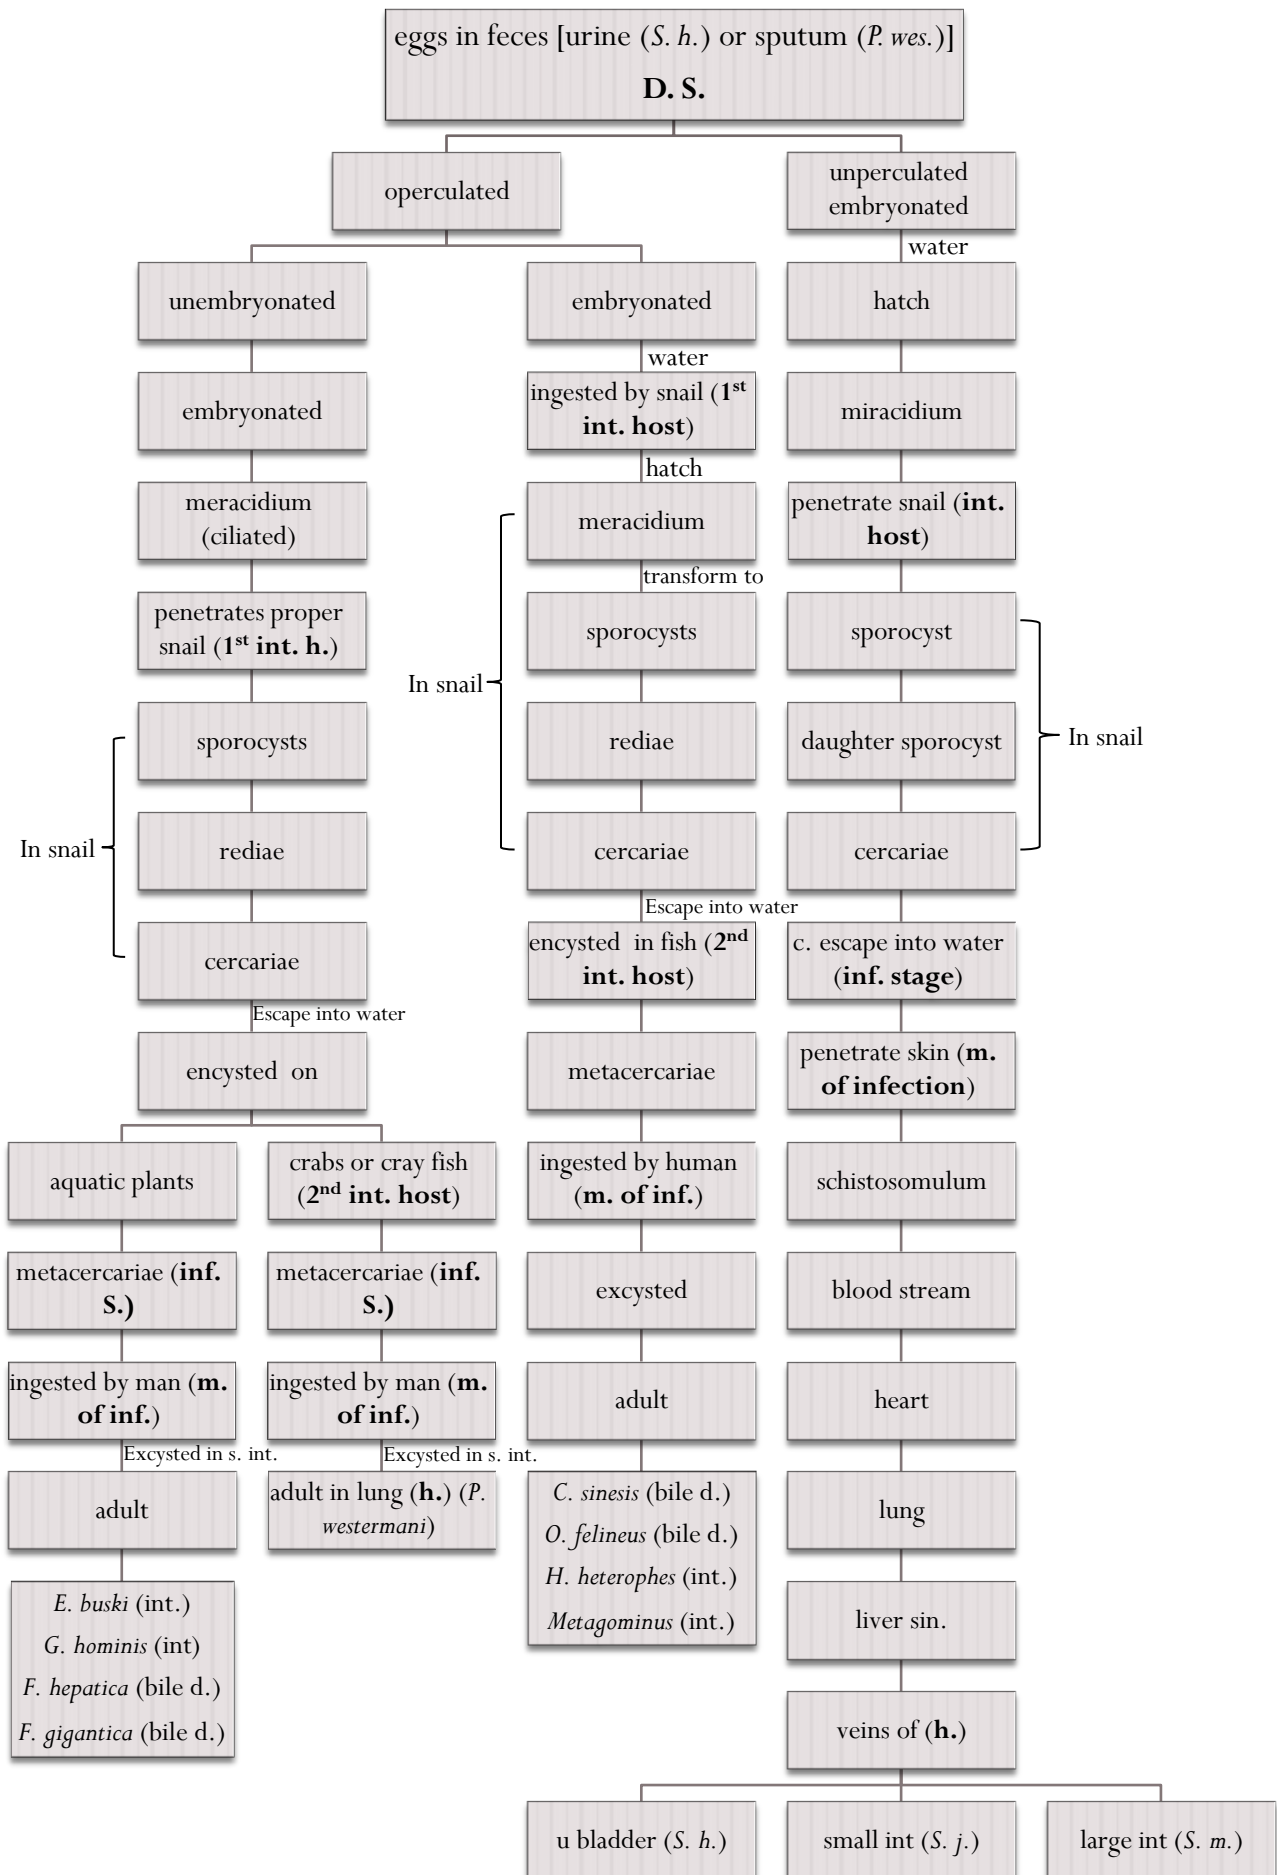 eggs in feces [urine (S. h.) or sputum (P. wes.)]
D. S.
operculated
unperculated
embryonated
water
unembryonated
embryonated
hatch
water
embryonated
ingested by snail (1st
int. host)
miracidium
hatch
meracidium
(ciliated)
meracidium
penetrate snail (int.
host)
transform to
penetrates proper
snail (1st int. h.)
sporocysts
sporocyst
In snail
sporocysts
rediae
daughter sporocyst
In snail
In snail
rediae
cercariae
cercariae
Escape into water
cercariae
encysted in fish (2nd
int. host)
c. escape into water
(inf. stage)
Escape into water
encysted on
metacercariae
penetrate skin (m.
of infection)
aquatic plants
crabs or cray fish
(2nd int. host)
ingested by human
(m. of inf.)
schistosomulum
metacercariae (inf.
S.)
metacercariae (inf.
S.)
excysted
blood stream
ingested by man (m.
of inf.)
ingested by man (m.
of inf.)
adult
heart
Excysted in s. int.
Excysted in s. int.
adult
adult in lung (h.) (P.
westermani)
C. sinesis (bile d.)
O. felineus (bile d.)
H. heterophes (int.)
Metagominus (int.)
lung
E. buski (int.)
G. hominis (int)
F. hepatica (bile d.)
F. gigantica (bile d.)
liver sin.
veins of (h.)
u bladder (S. h.)
small int (S. j.)
large int (S. m.)